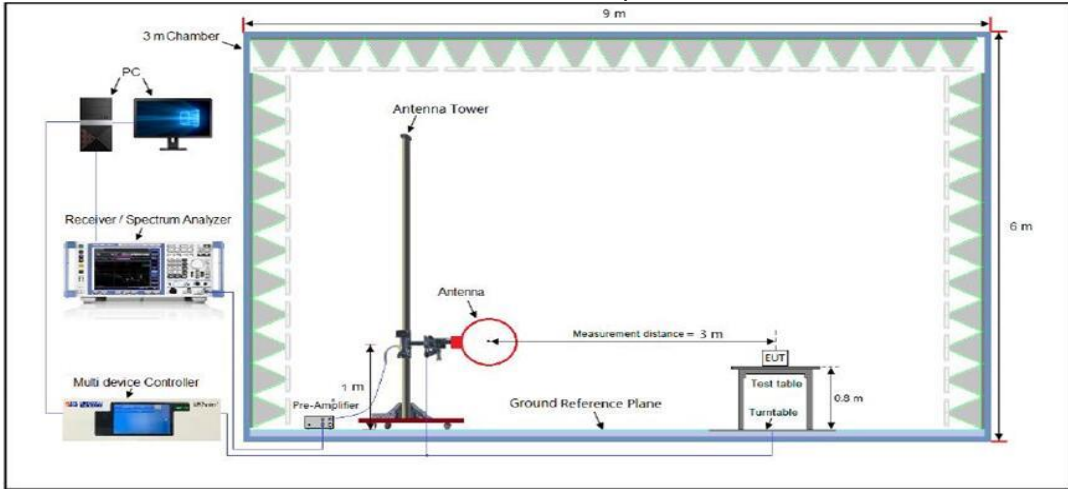 9 m
3 m Chamber
PC
Antenna Tower
Receiver / Spectrum Analyzer
6 m
Antenna
Measurement distance = 3 m
EUT
Multi device Controller
1 m
Test table
0.8 m
Pre-Amplifier
Ground Reference Plane
Turntable